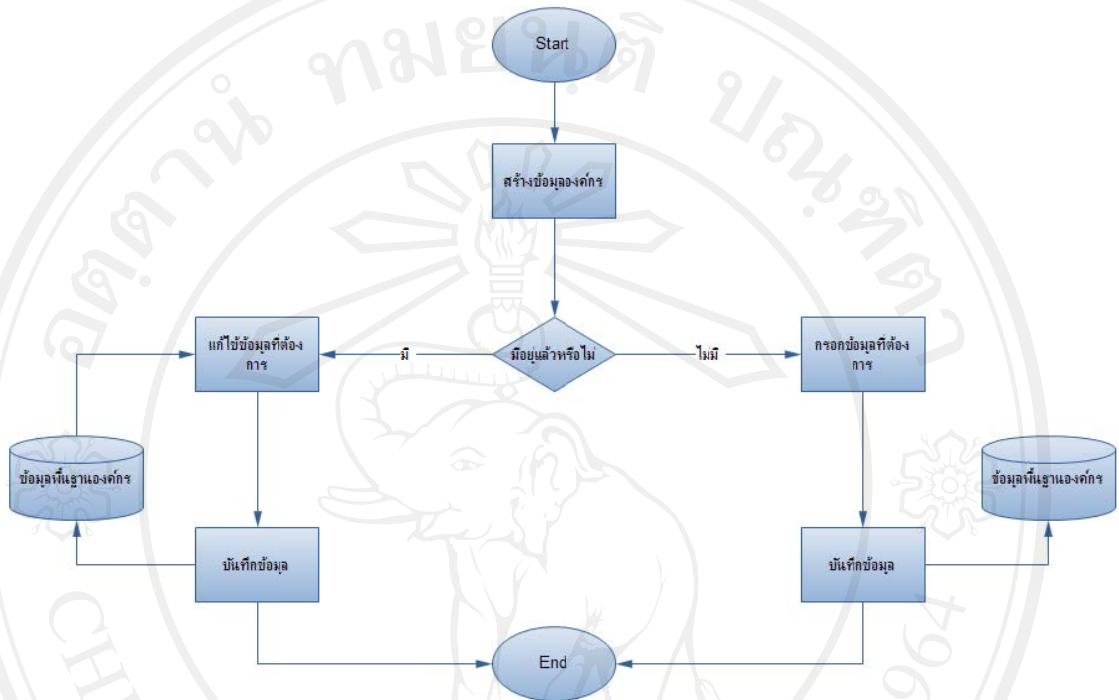 Start
สร้างข้อมูลองค์กร
มีอยู่แล้วหรือไม่
มี
ไม่มี
แก้ไข้ข้อมูลที่ต้อง
การ
กรอกข้อมูลที่ต้อง
การ
ข้อมูลพื้นฐานองค์กร
ข้อมูลพื้นฐานองค์กร
บันทึกข้อมูล
บันทึกข้อมูล
End